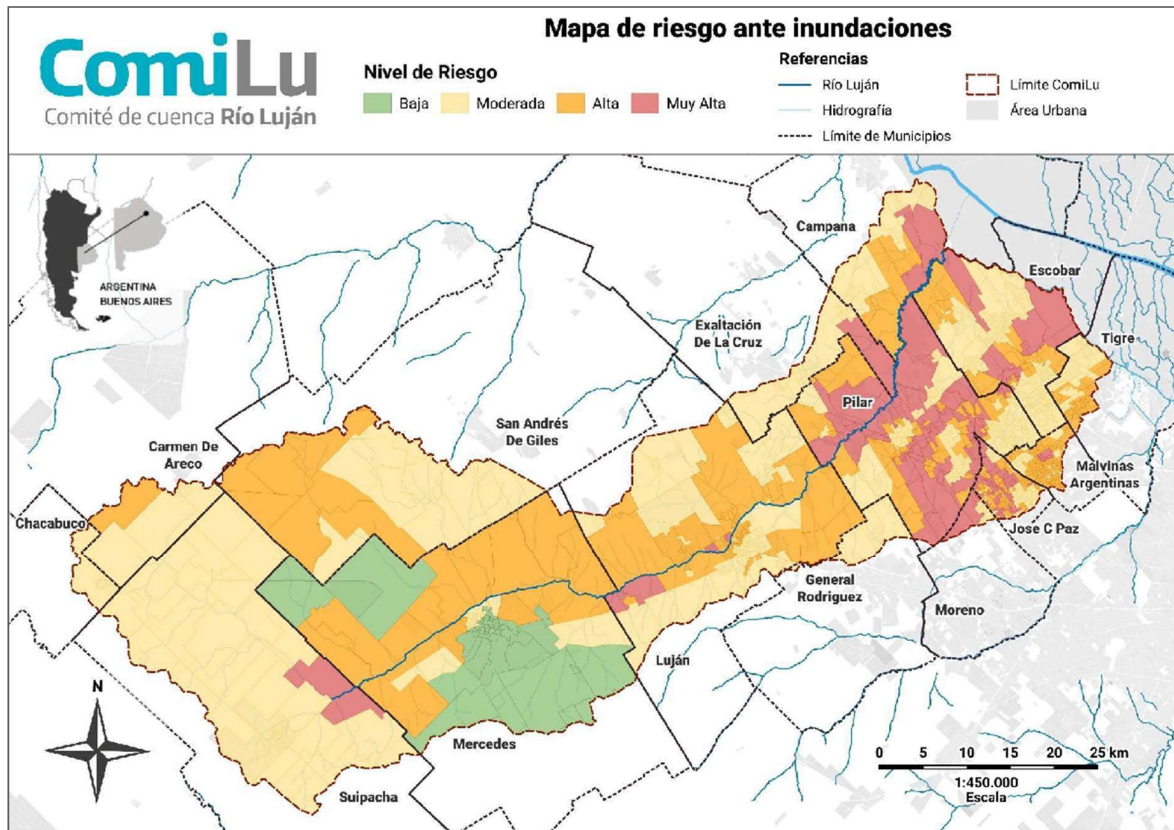 ComiLu
Comité de cuenca Río Luján
Mapa de riesgo ante inundaciones
Nivel de Riesgo
Baja
Moderada
Alta
Muy Alta
Referencias
Río Luján
Hidrografía
Límite de Municipios
Límite ComiLu
Área Urbana
ARGENTINA
BUENOS AIRES
Campana
Escobar
Exaltación
De La Cruz
Tigre
Pilar
San Andrés
De Giles
Carmen De
Areco
Malvinas
Argentinas
Chacabuco
Jose C Paz
General
Rodriguez
Moreno
Luján
Mercedes
Suipacha
N
0 5 10 15 20 25 km
1:450.000
Escala